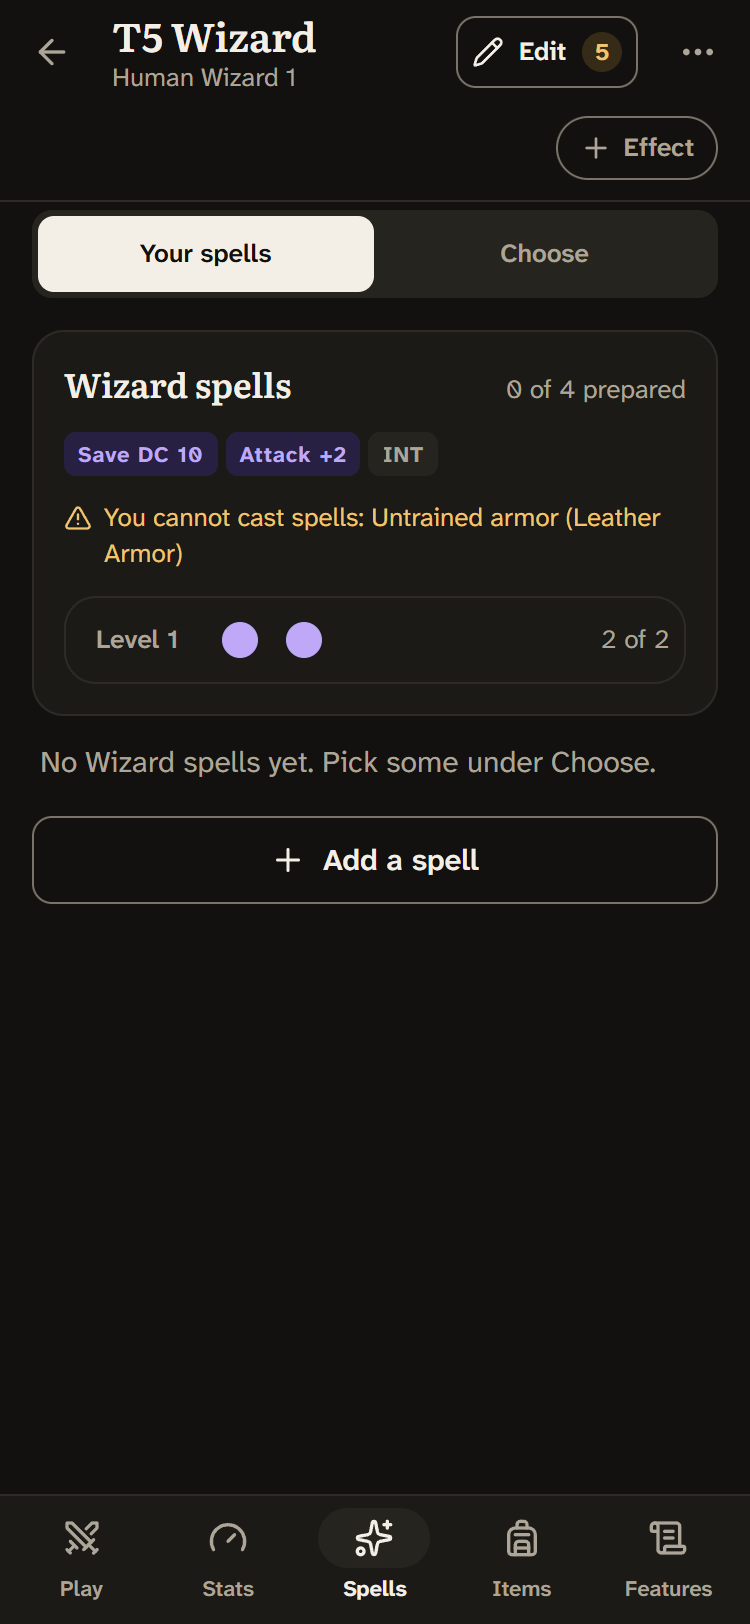 T5 Wizard
Human Wizard 1
Edit 5
Effect
Your spells
Choose
Wizard spells
0 of 4 prepared
Save DC 10
Attack +2
INT
You cannot cast spells: Untrained armor (Leather
Armor)
Level 1
2 of 2
No Wizard spells yet. Pick some under Choose.
Add a spell
Play
Stats
Spells
Items
Features